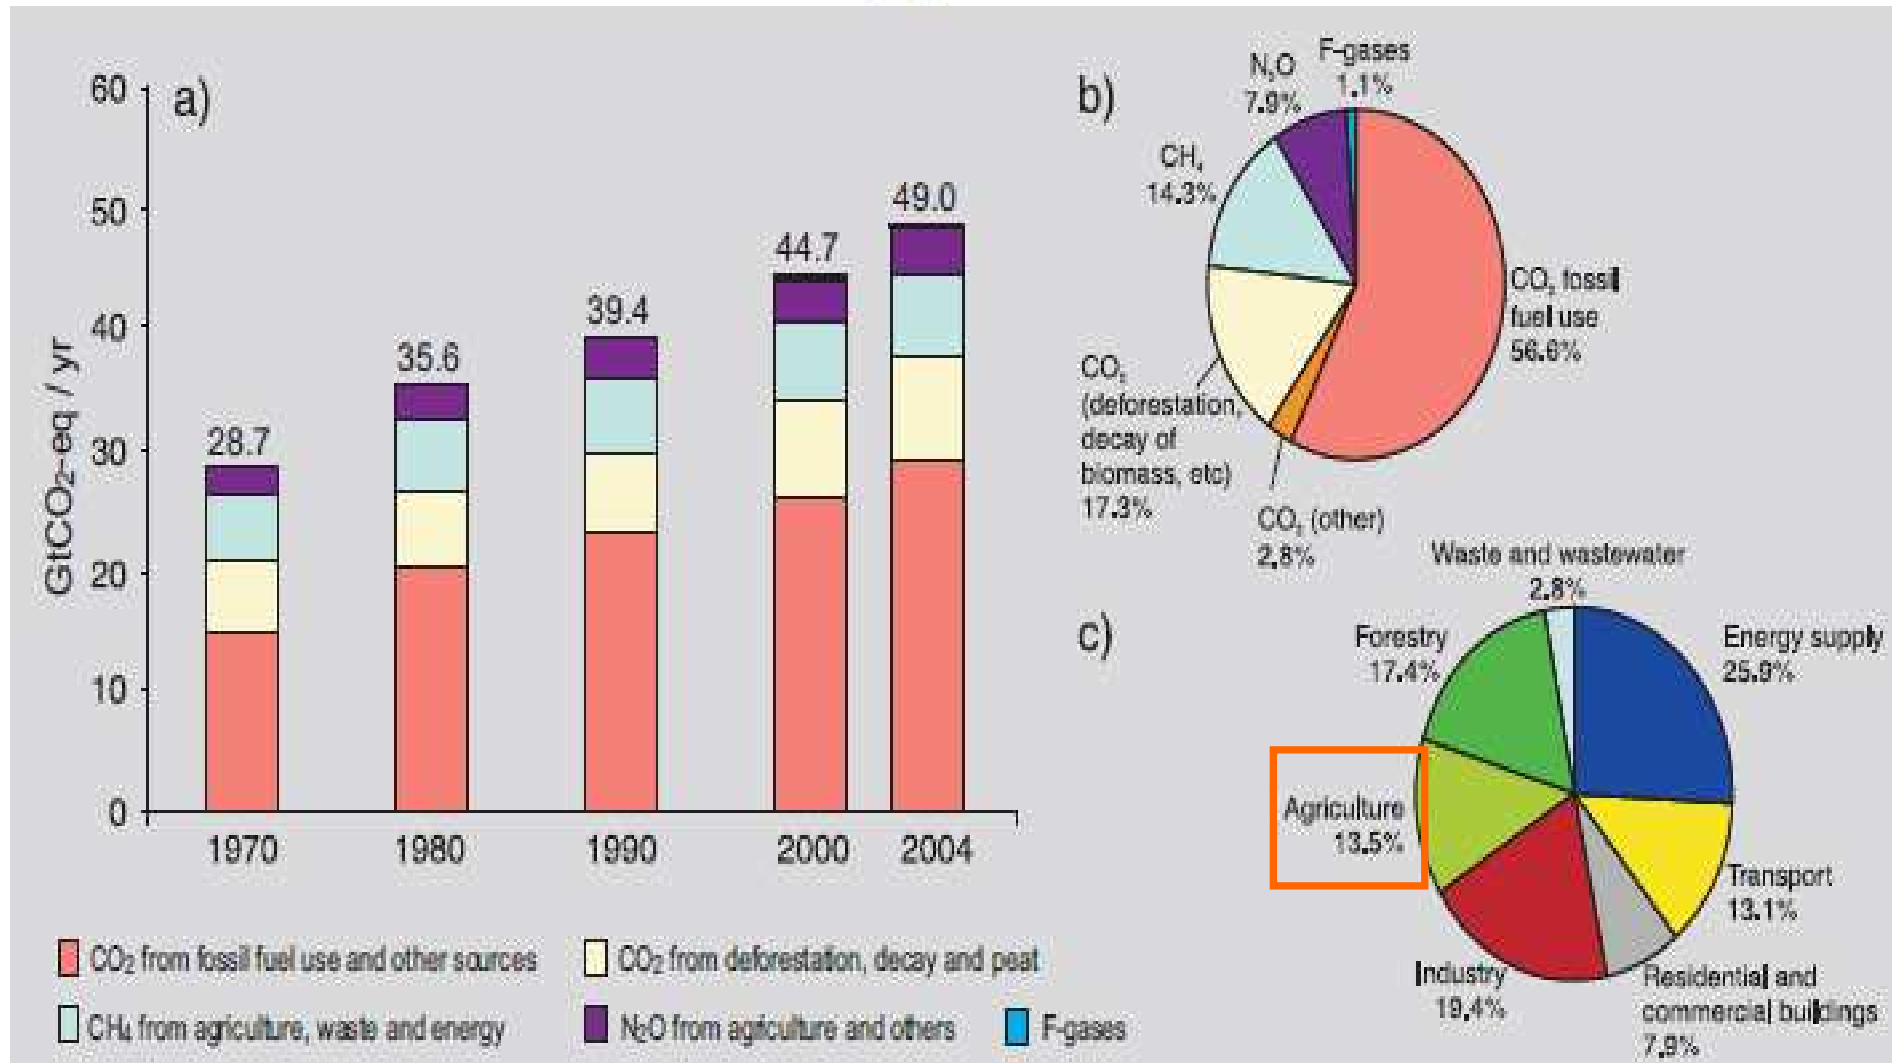 a)
60
50
40
30
20
10
0
GtCO2-eq / yr
28.7
35.6
39.4
44.7
49.0
1970
1980
1990
2000
2004
CO2 from fossil fuel use and other sources
CO2 from deforestation, decay and peat
CH4 from agriculture, waste and energy
N2O from agriculture and others
F-gases
b)
F-gases
1.1%
N2O
7.9%
CH4
14.3%
CO2 fossil
fuel use
56.6%
CO2
(deforestation,
decay of
biomass, etc)
17.3%
CO2 (other)
2.8%
c)
Waste and wastewater
2.8%
Forestry
17.4%
Energy supply
25.9%
Agriculture
13.5%
Transport
13.1%
Industry
19.4%
Residential and
commercial buildings
7.9%